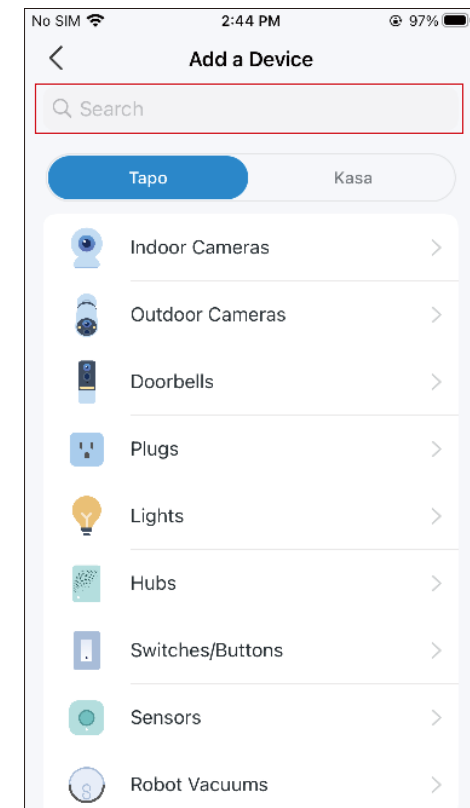 No SIM 2:44 PM 97%
Add a Device
Search
Tapo Kasa
Indoor Cameras
Outdoor Cameras
Doorbells
Plugs
Lights
Hubs
Switches/Buttons
Sensors
Robot Vacuums